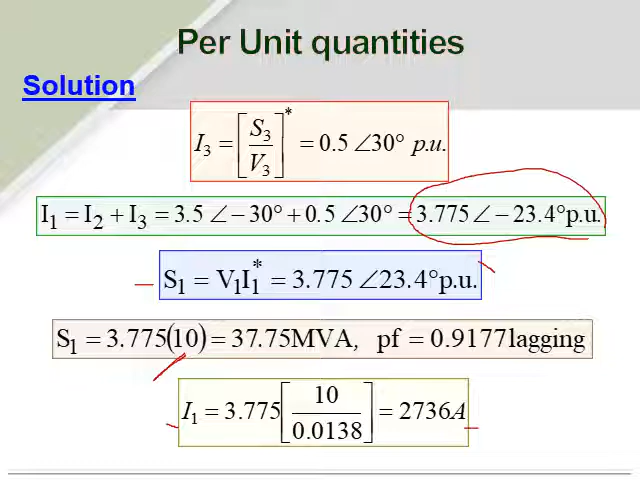 Per Unit quantities
Solution
I₃ = [S₃ / V₃]* = 0.5 ∠30° p.u.
I₁ = I₂ + I₃ = 3.5 ∠−30° + 0.5 ∠30° = 3.775 ∠−23.4°p.u.
S₁ = V₁I₁* = 3.775 ∠23.4°p.u.
S₁ = 3.775(10) = 37.75MVA, pf = 0.9177lagging
I₁ = 3.775[10 / 0.0138] = 2736A